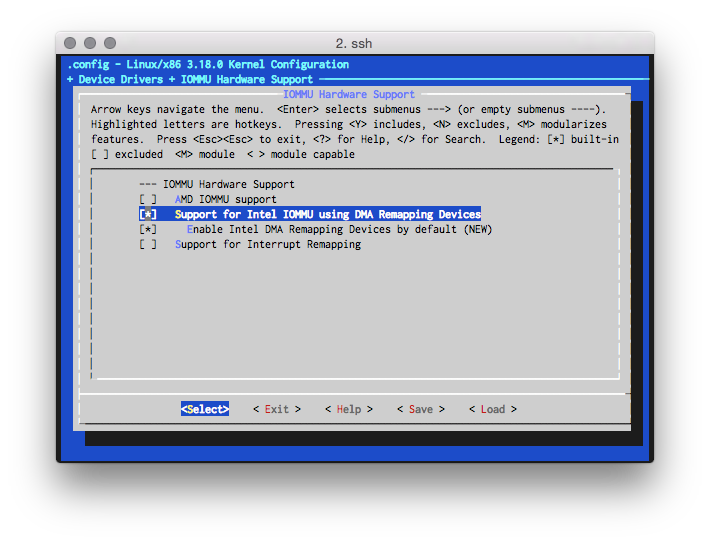 2. ssh
.config - Linux/x86 3.18.0 Kernel Configuration
+ Device Drivers + IOMMU Hardware Support
IOMMU Hardware Support
Arrow keys navigate the menu.  <Enter> selects submenus ---> (or empty submenus ----).
Highlighted letters are hotkeys.  Pressing <Y> includes, <N> excludes, <M> modularizes
features.  Press <Esc><Esc> to exit, <?> for Help, </> for Search.  Legend: [*] built-in
[ ] excluded  <M> module  < > module capable
--- IOMMU Hardware Support
[ ]   AMD IOMMU support
[*]   Support for Intel IOMMU using DMA Remapping Devices
[*]     Enable Intel DMA Remapping Devices by default (NEW)
[ ]   Support for Interrupt Remapping
<Select>    < Exit >    < Help >    < Save >    < Load >